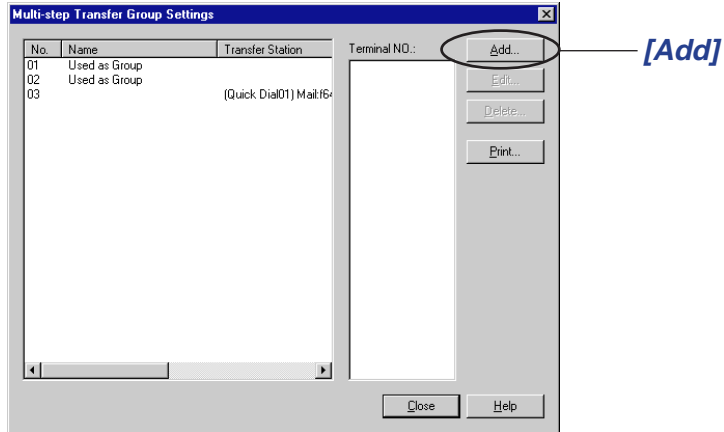 Multi-step Transfer Group Settings
No. Name Transfer Station
01 Used as Group
02 Used as Group
03 (Quick Dial01) Mail:f64
Terminal NO.:
Add...
Edit...
Delete...
Print...
Close
Help
[Add]